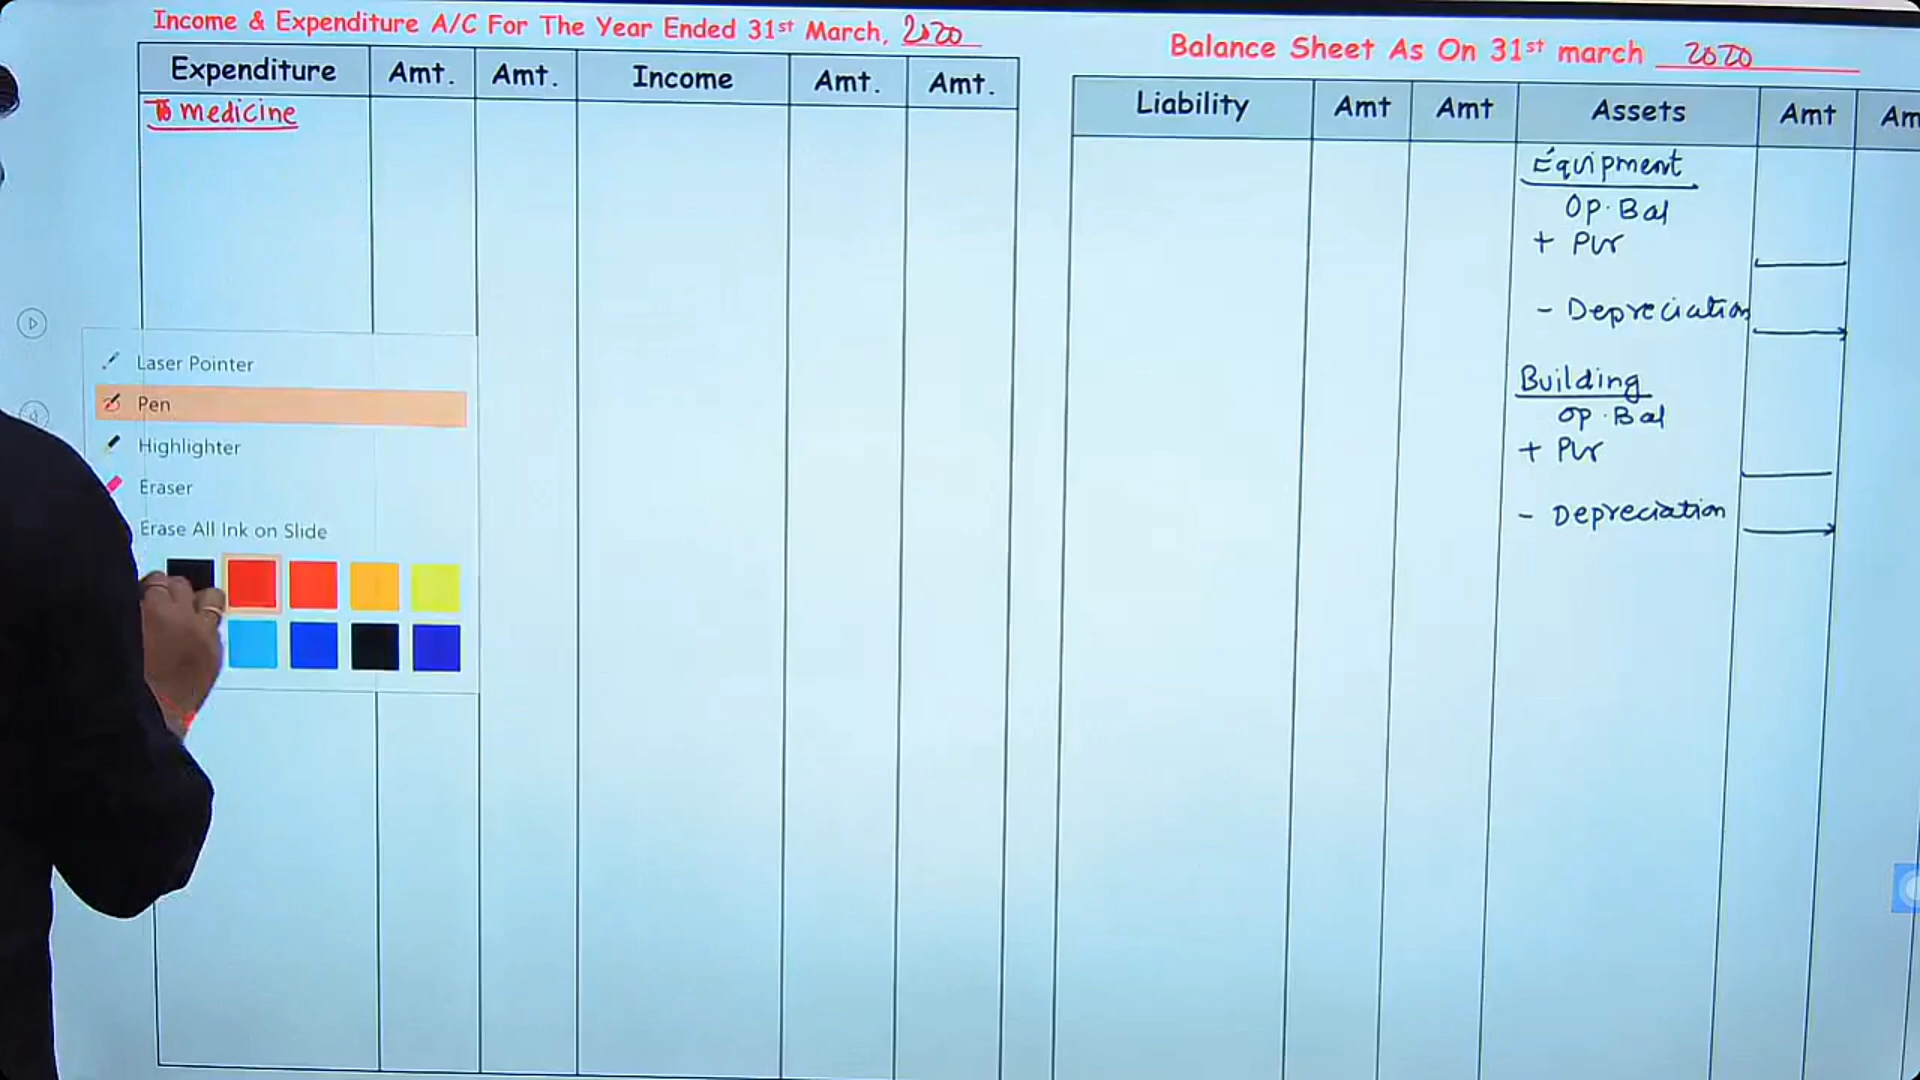 Income & Expenditure A/C For The Year Ended 31st March, 2020
Expenditure Amt. Amt. Income Amt. Amt.
To medicine
Laser Pointer
Pen
Highlighter
Eraser
Erase All Ink on Slide
Balance Sheet As On 31st march 2020
Liability Amt Amt Assets Amt Am
Equipment
Op. Bal
+ Pur
- Depreciation
Building
Op. Bal
+ Pur
- Depreciation